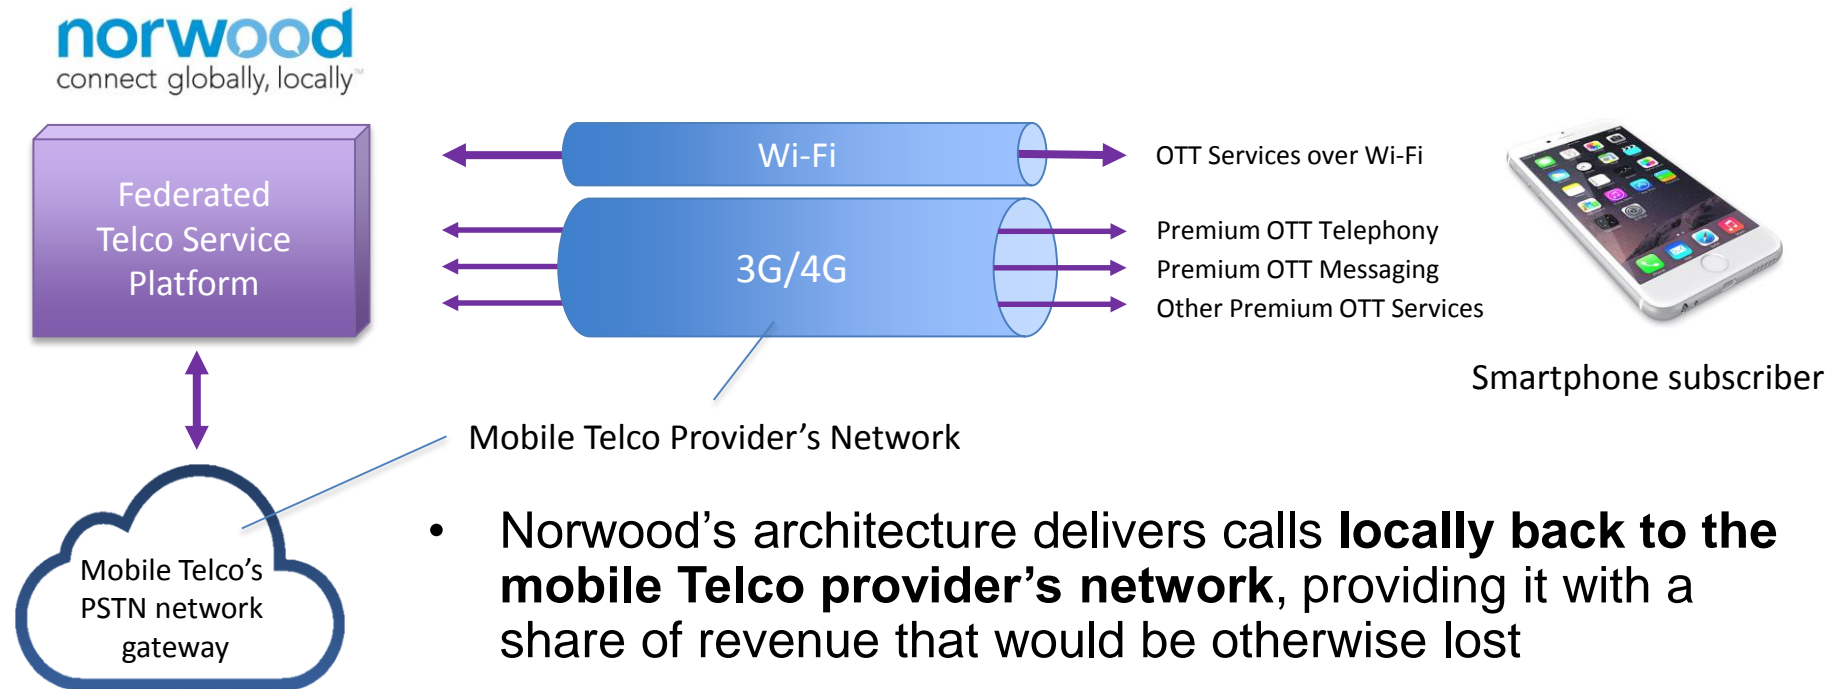 norwood
connect globally, locally™
Federated
Telco Service
Platform
Wi-Fi
OTT Services over Wi-Fi
3G/4G
Premium OTT Telephony
Premium OTT Messaging
Other Premium OTT Services
Smartphone subscriber
Mobile Telco Provider’s Network
Mobile Telco’s
PSTN network
gateway
• Norwood’s architecture delivers calls locally back to the
mobile Telco provider’s network, providing it with a
share of revenue that would be otherwise lost